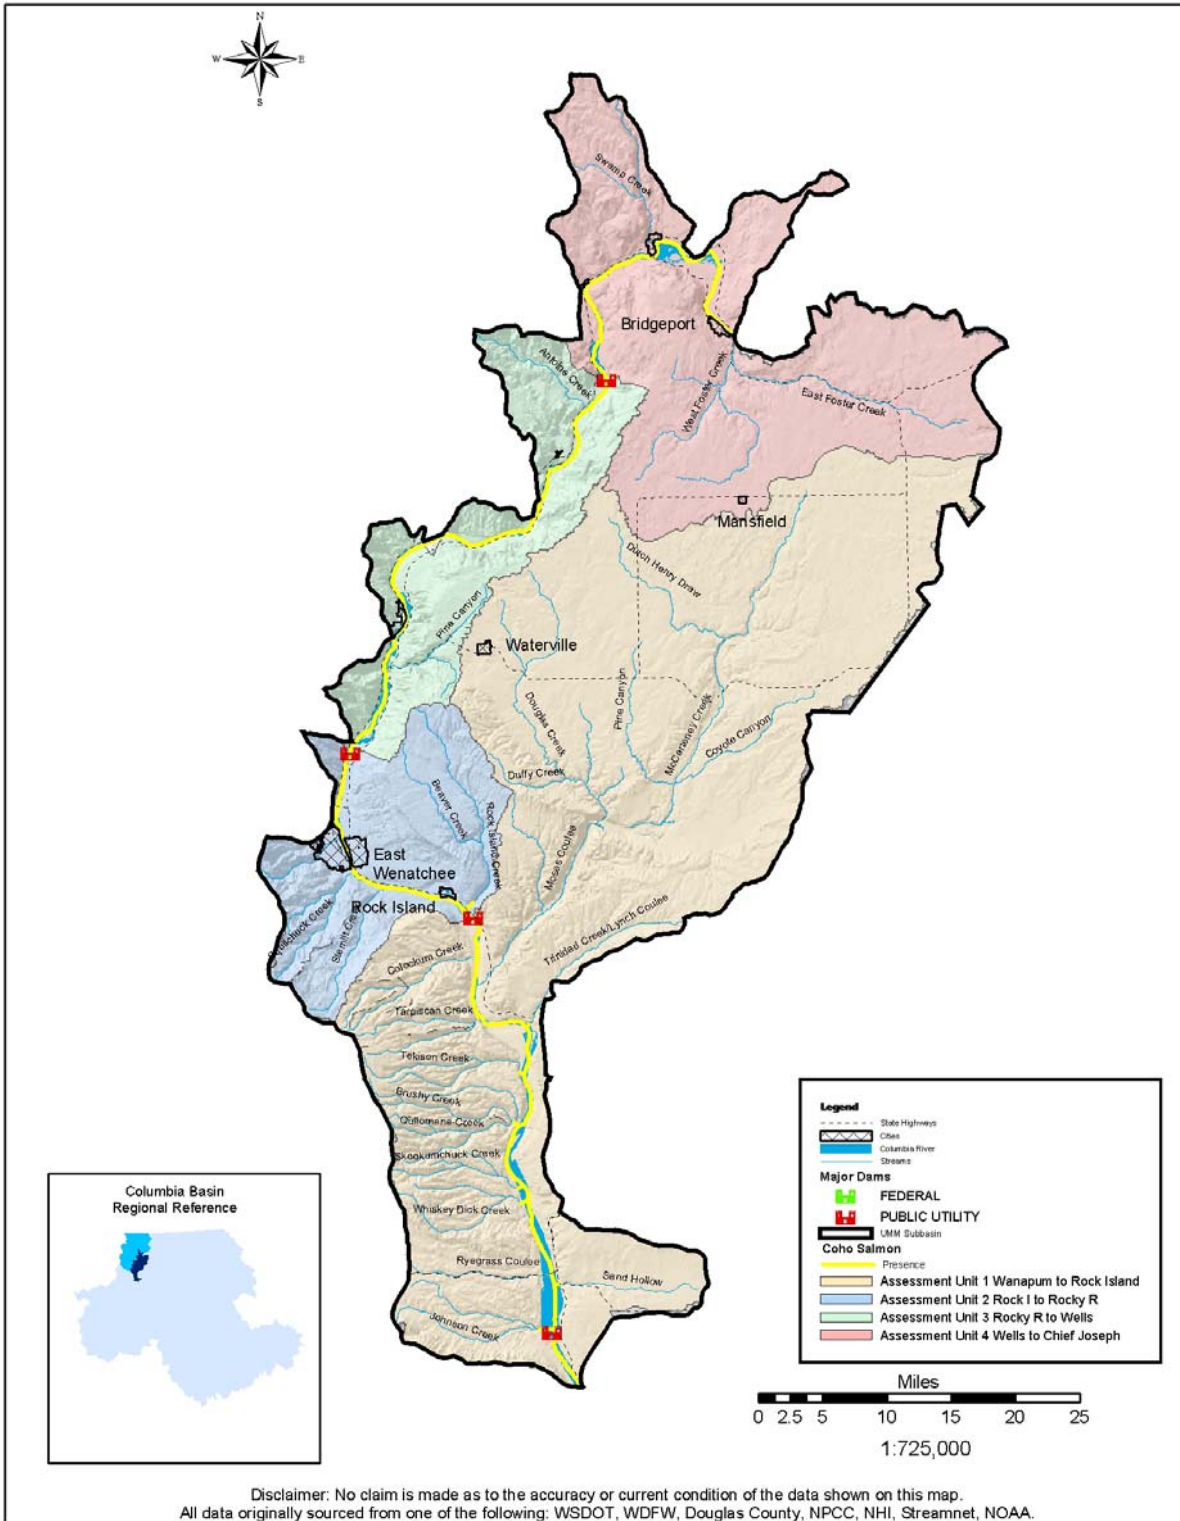 N
W E
S
Swamp Creek
Bridgeport
Antoine Creek
West Foster Creek
East Foster Creek
Mansfield
Dutch Henry Draw
Pine Canyon
Waterville
Douglas Creek
Pine Canyon
McCarteney Creek
Coyote Canyon
Duffy Creek
Beaver Creek
Rock Island Creek
Moses Coulee
East
Wenatchee
Rock Island
Stemilt Creek
Trinidad Creek/Lynch Coulee
Colockum Creek
Tarpiscan Creek
Tekison Creek
Brushy Creek
Quilomene Creek
Skookumchuck Creek
Whiskey Dick Creek
Ryegrass Coulee
Sand Hollow
Johnson Creek
Columbia Basin
Regional Reference
Legend
State Highways
Cities
Columbia River
Streams
Major Dams
FEDERAL
PUBLIC UTILITY
UMM Subbasin
Coho Salmon
Presence
Assessment Unit 1 Wanapum to Rock Island
Assessment Unit 2 Rock I to Rocky R
Assessment Unit 3 Rocky R to Wells
Assessment Unit 4 Wells to Chief Joseph
Miles
0 2.5 5 10 15 20 25
1:725,000
Disclaimer: No claim is made as to the accuracy or current condition of the data shown on this map.
All data originally sourced from one of the following: WSDOT, WDFW, Douglas County, NPCC, NHI, Streamnet, NOAA.